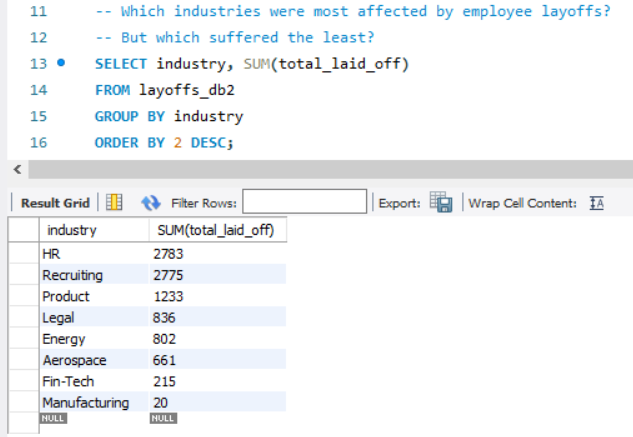 11 -- Which industries were most affected by employee layoffs?
12 -- But which suffered the least?
13 SELECT industry, SUM(total_laid_off)
14 FROM layoffs_db2
15 GROUP BY industry
16 ORDER BY 2 DESC;
Result Grid Filter Rows: Export: Wrap Cell Content: IA
industry SUM(total_laid_off)
HR 2783
Recruiting 2775
Product 1233
Legal 836
Energy 802
Aerospace 661
Fin-Tech 215
Manufacturing 20
NULL NULL